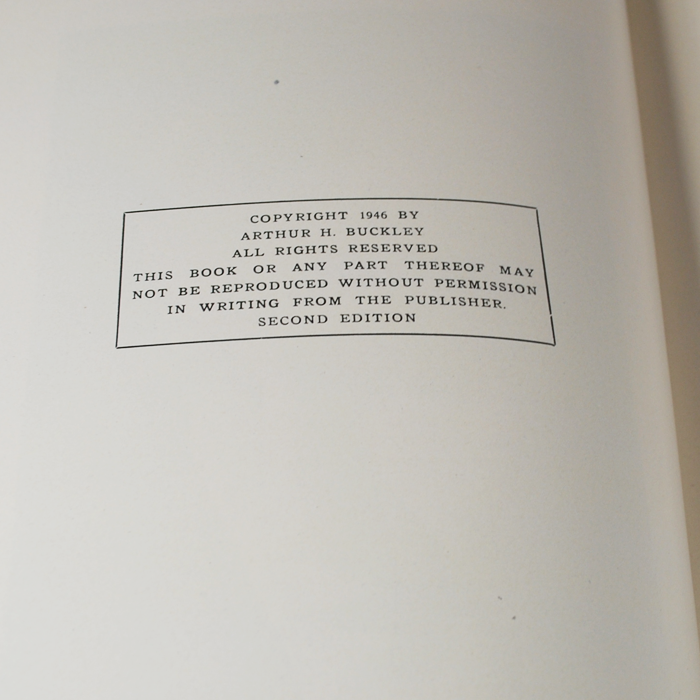 COPYRIGHT 1946 BY
ARTHUR H. BUCKLEY
ALL RIGHTS RESERVED
THIS BOOK OR ANY PART THEREOF MAY
NOT BE REPRODUCED WITHOUT PERMISSION
IN WRITING FROM THE PUBLISHER.
SECOND EDITION